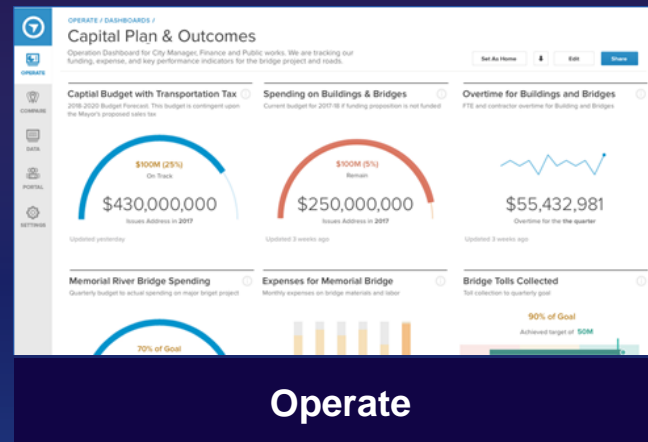 OPERATE / DASHBOARDS /
Capital Plan & Outcomes
Operation Dashboard for City Manager, Finance and Public works. We are tracking our
funding, expense, and key performance indicators for the bridge project and roads.
Set As Home
Edit
Share
OPERATE
COMPARE
DATA
PORTAL
SETTINGS
Captial Budget with Transportation Tax
2018-2020 Budget Forecast. This budget is contingent upon
the Mayor's proposed sales tax
$100M (25%)
On Track
$430,000,000
Issues Address in 2017
Updated yesterday
Spending on Buildings & Bridges
Current budget for 2017-18 if funding proposition is not funded
$100M (5%)
Remain
$250,000,000
Issues Address in 2017
Updated 3 weeks ago
Overtime for Buildings and Bridges
FTE and contractor overtime for Building and Bridges
$55,432,981
Overtime for the the quarter
Updated 3 weeks ago
Memorial River Bridge Spending
Quarterly budget to actual spending on major briget project
70% of Goal
Expenses for Memorial Bridge
Monthly expenses on bridge materials and labor
Bridge Tolls Collected
Toll collection to quarterly goal
90% of Goal
Achieved target of 50M
Operate